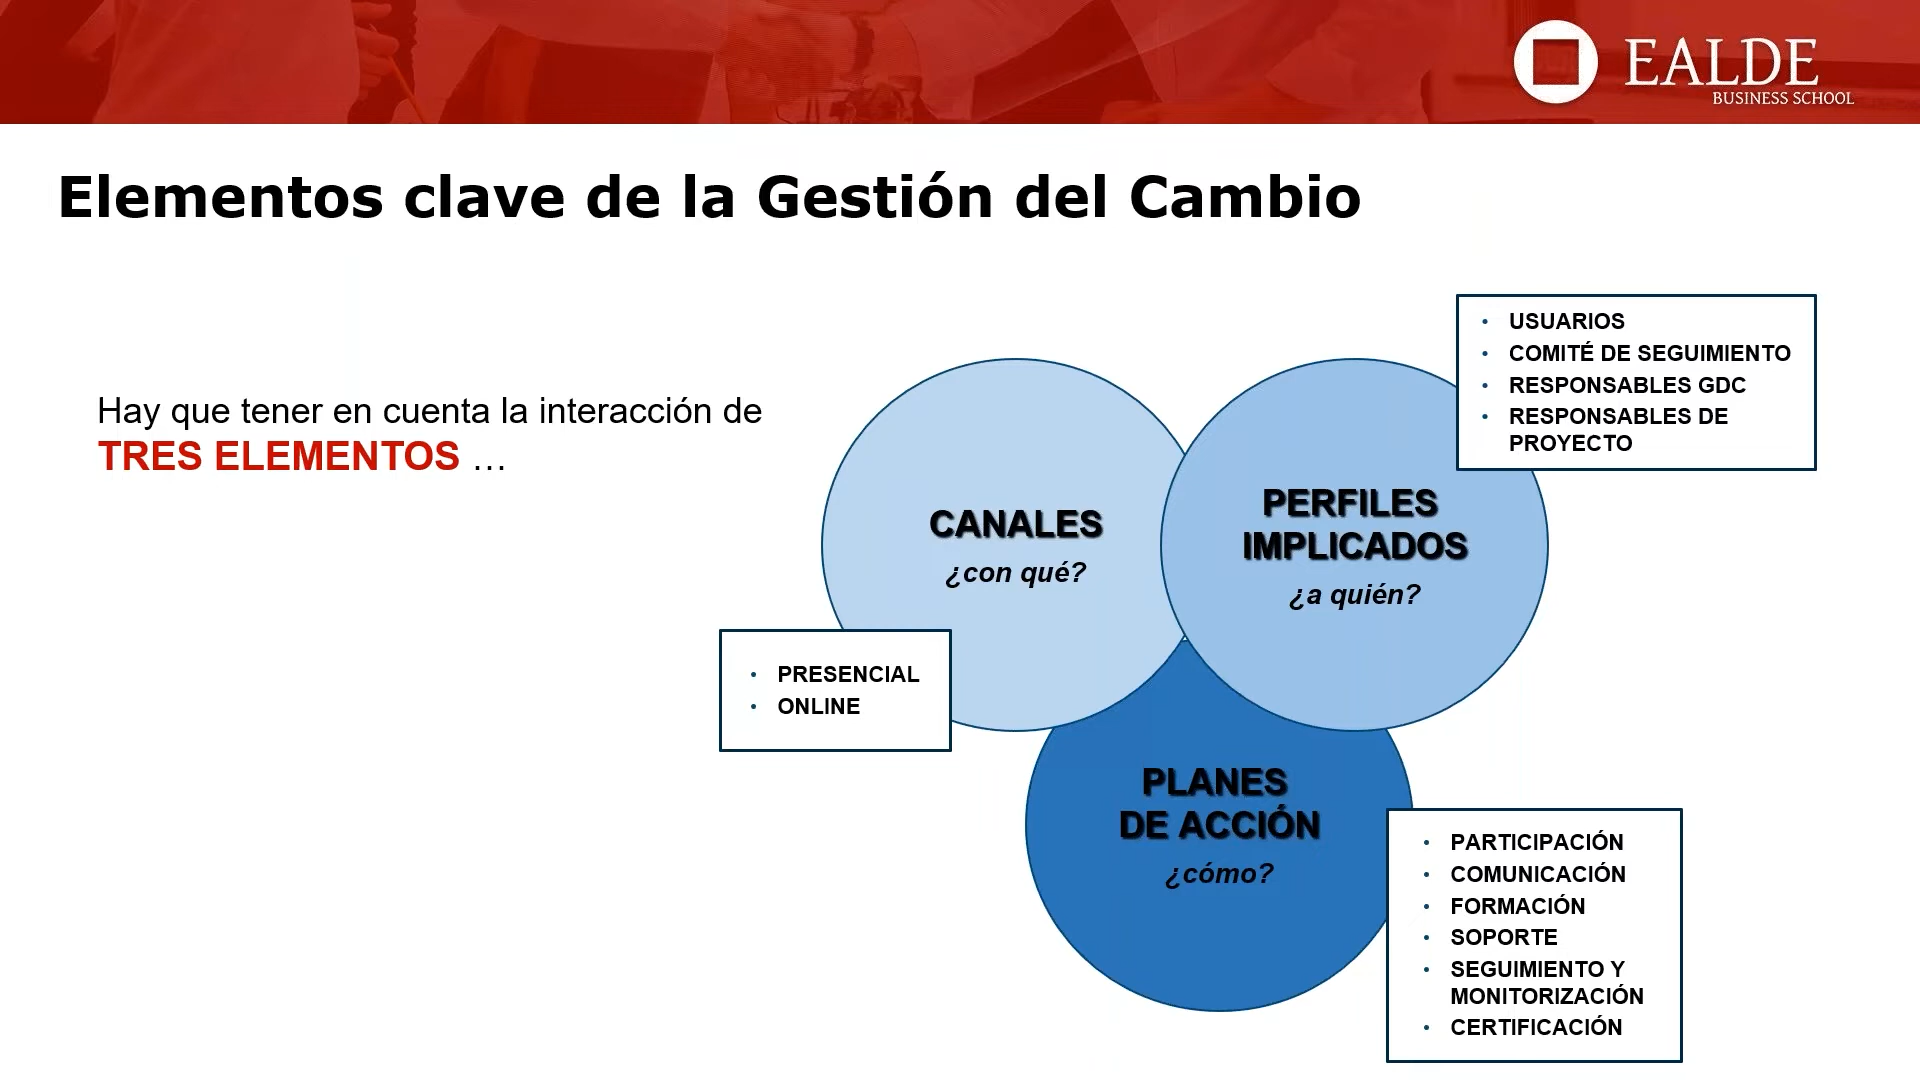 EALDE
BUSINESS SCHOOL
Elementos clave de la Gestión del Cambio
Hay que tener en cuenta la interacción de
TRES ELEMENTOS …
CANALES
¿con qué?
PRESENCIAL
ONLINE
PERFILES
IMPLICADOS
¿a quién?
USUARIOS
COMITÉ DE SEGUIMIENTO
RESPONSABLES GDC
RESPONSABLES DE
PROYECTO
PLANES
DE ACCIÓN
¿cómo?
PARTICIPACIÓN
COMUNICACIÓN
FORMACIÓN
SOPORTE
SEGUIMIENTO Y
MONITORIZACIÓN
CERTIFICACIÓN